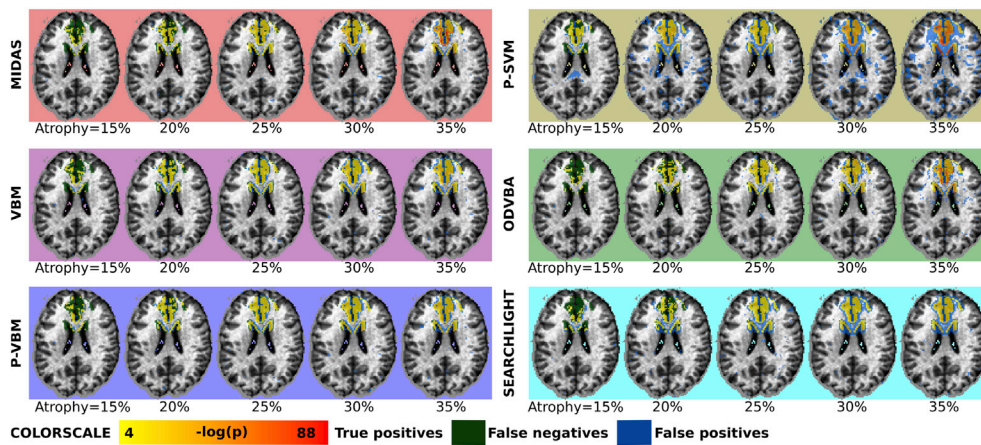 MIDAS
Atrophy=15% 20% 25% 30% 35%
P-SVM
Atrophy=15% 20% 25% 30% 35%
VBM
Atrophy=15% 20% 25% 30% 35%
ODVBA
Atrophy=15% 20% 25% 30% 35%
P-VBM
Atrophy=15% 20% 25% 30% 35%
SEARCHLIGHT
Atrophy=15% 20% 25% 30% 35%
COLORSCALE 4 -log(p) 88 True positives False negatives False positives